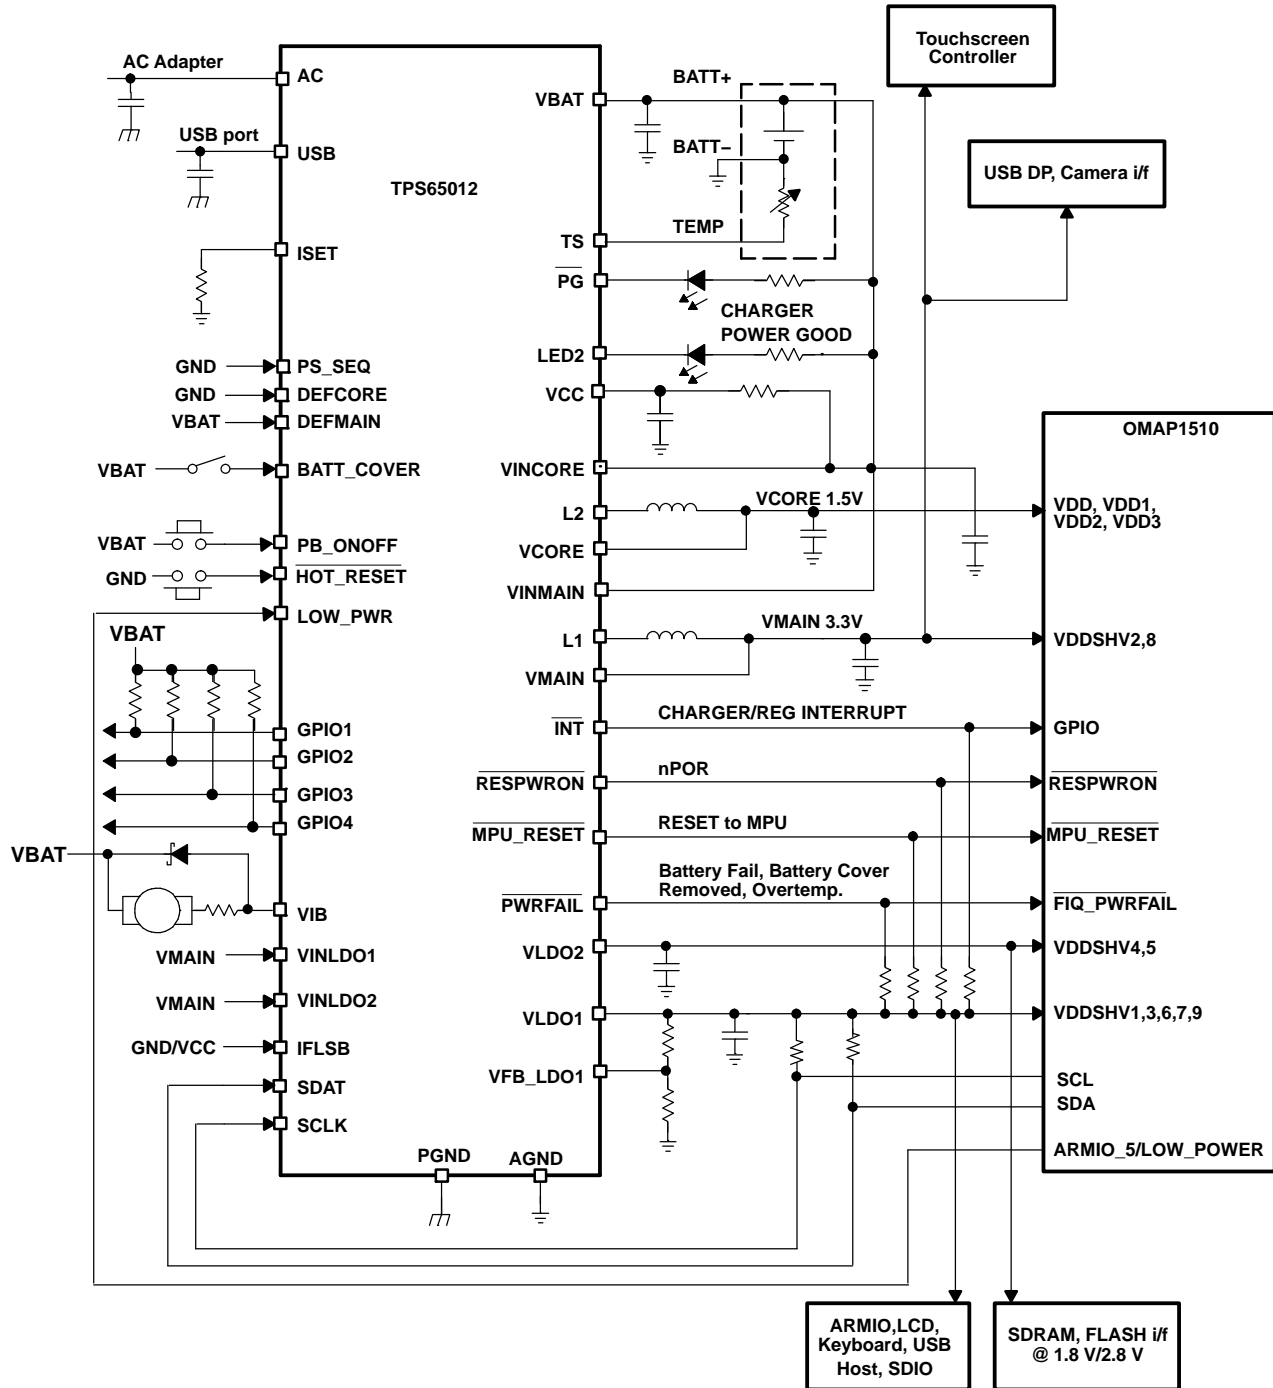 Touchscreen
Controller
AC Adapter
AC
BATT+
VBAT
USB port
USB
BATT–
USB DP, Camera i/f
TPS65012
TEMP
TS
ISET
PG
CHARGER
POWER GOOD
LED2
GND
PS_SEQ
GND
DEFCORE
VCC
VBAT
DEFMAIN
OMAP1510
VBAT
BATT_COVER
VINCORE
VCORE 1.5V
L2
VDD, VDD1,
VDD2, VDD3
VBAT
PB_ONOFF
VCORE
GND
HOT_RESET
VINMAIN
LOW_PWR
VMAIN 3.3V
VBAT
L1
VDDSHV2,8
VMAIN
CHARGER/REG INTERRUPT
GPIO1
INT
GPIO
GPIO2
nPOR
RESPWRON
RESPWRON
GPIO3
GPIO4
RESET to MPU
MPU_RESET
MPU_RESET
VBAT
Battery Fail, Battery Cover
Removed, Overtemp.
VIB
PWRFAIL
FIQ_PWRFAIL
VMAIN
VINLDO1
VLDO2
VDDSHV4,5
VMAIN
VINLDO2
VLDO1
VDDSHV1,3,6,7,9
GND/VCC
IFLSB
VFB_LDO1
SCL
SDAT
SDA
SCLK
PGND
AGND
ARMIO_5/LOW_POWER
ARMIO,LCD,
Keyboard, USB
Host, SDIO
SDRAM, FLASH i/f
@ 1.8 V/2.8 V